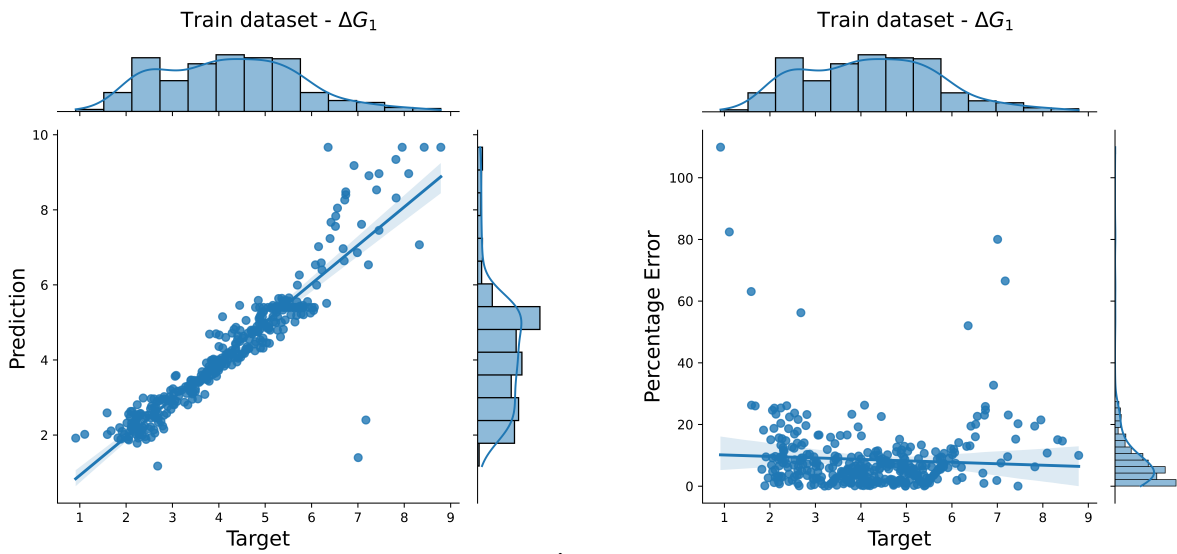 Train dataset - ΔG₁
10
8
6
4
2
Prediction
1 2 3 4 5 6 7 8 9
Target
Train dataset - ΔG₁
100
80
60
40
20
0
Percentage Error
1 2 3 4 5 6 7 8 9
Target